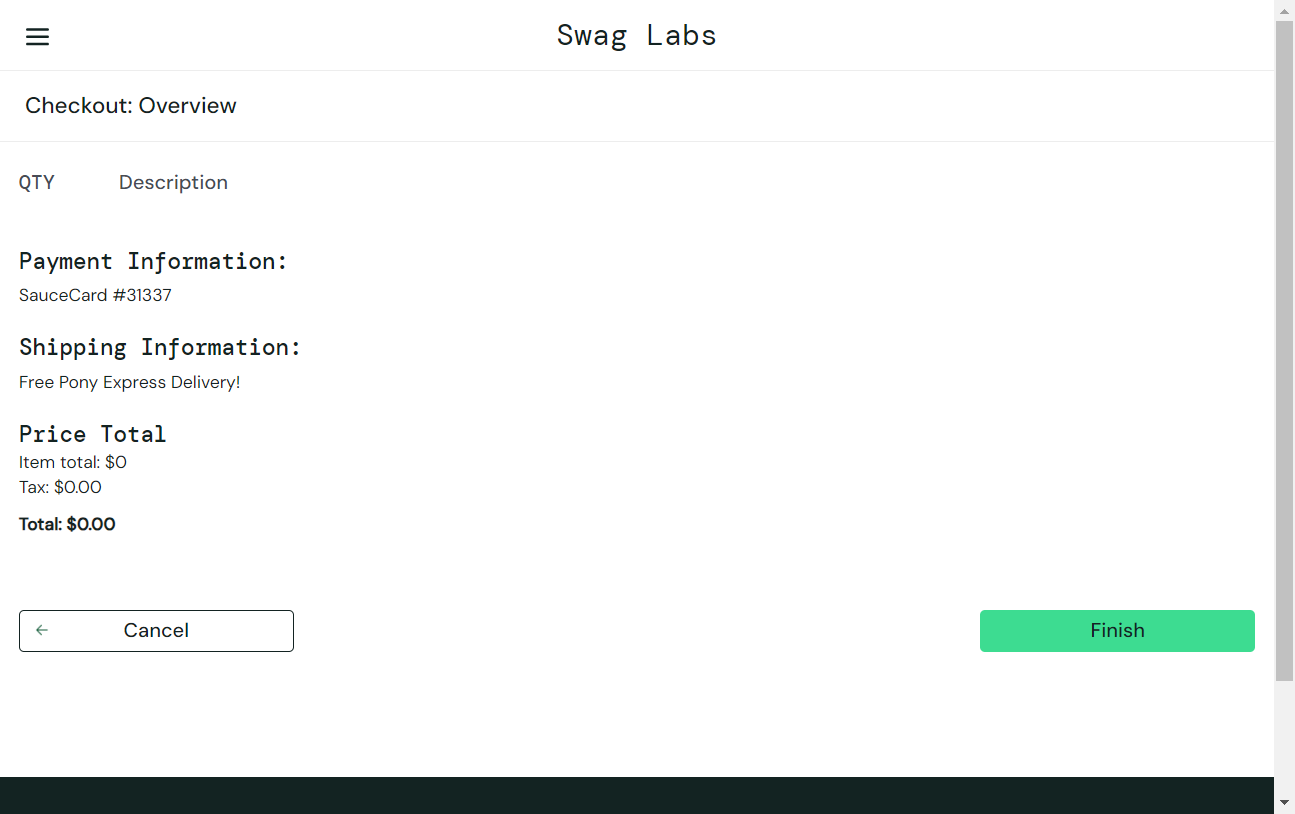 Swag Labs
Checkout: Overview
QTY Description
Payment Information:
SauceCard #31337
Shipping Information:
Free Pony Express Delivery!
Price Total
Item total: $0
Tax: $0.00
Total: $0.00
Cancel Finish